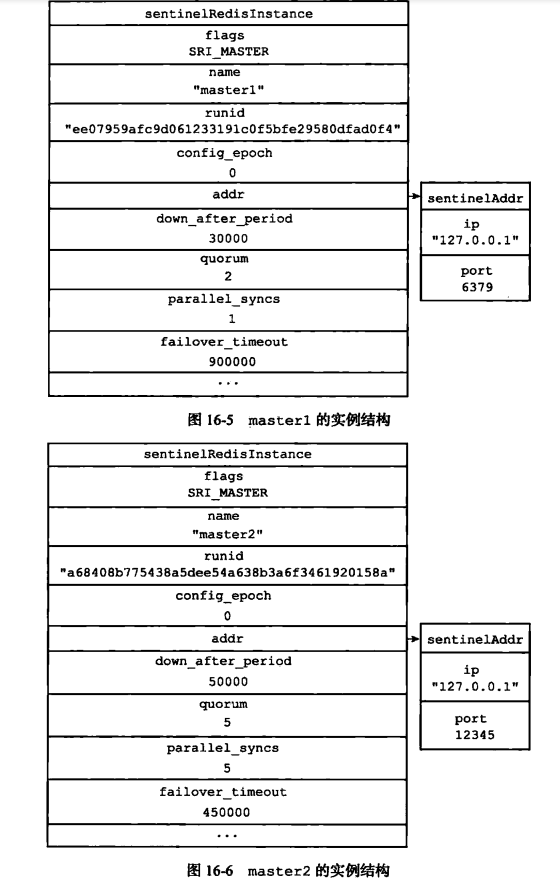 sentinelRedisInstance
flags
SRI_MASTER
name
"master1"
runid
"ee07959afc9d061233191c0f5bfe29580dfad0f4"
config_epoch
0
addr
sentinelAddr
down_after_period
30000
ip
"127.0.0.1"
quorum
2
port
6379
parallel_syncs
1
failover_timeout
900000
...
图 16-5 master1 的实例结构
sentinelRedisInstance
flags
SRI_MASTER
name
"master2"
runid
"a68408b775438a5dee54a638b3a6f3461920158a"
config_epoch
0
addr
sentinelAddr
down_after_period
50000
ip
"127.0.0.1"
quorum
5
port
12345
parallel_syncs
5
failover_timeout
450000
...
图 16-6 master2 的实例结构